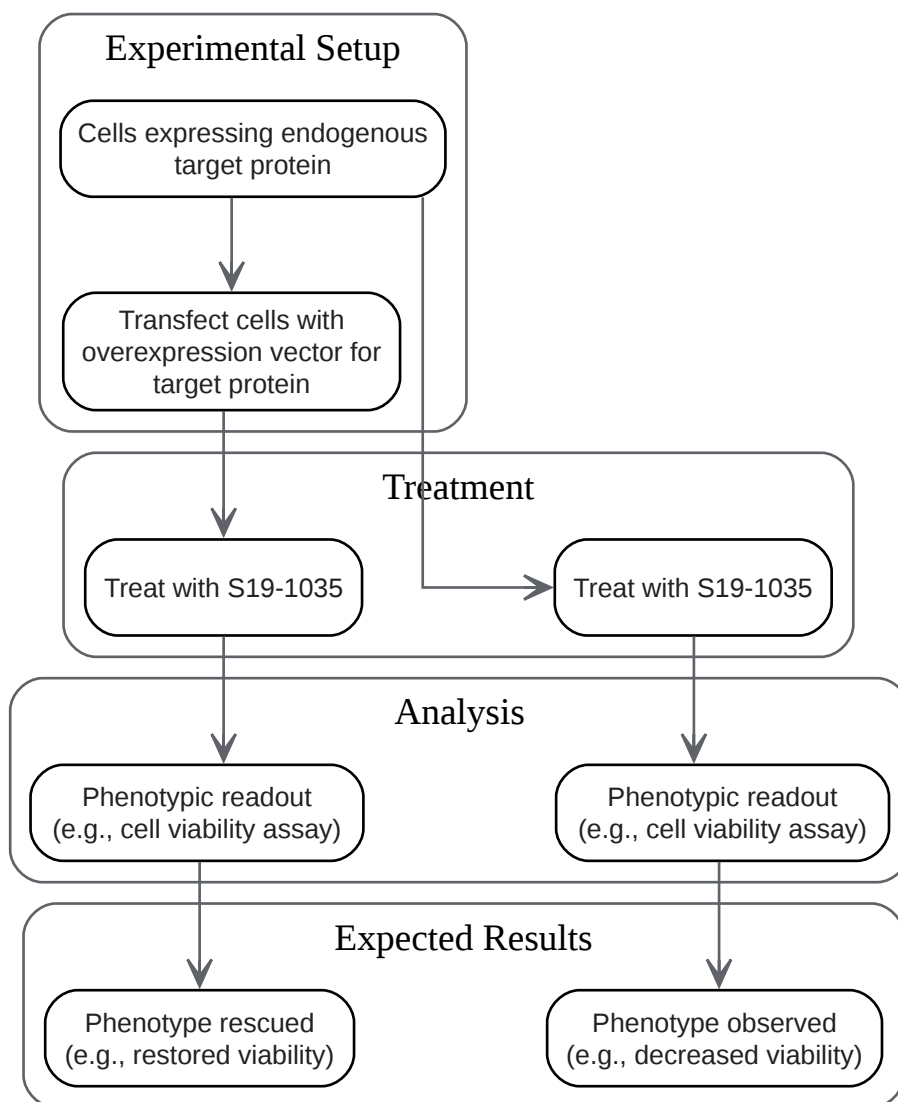 Experimental Setup
Cells expressing endogenous
target protein
Transfect cells with
overexpression vector for
target protein
Treatment
Treat with S19-1035
Treat with S19-1035
Analysis
Phenotypic readout
(e.g., cell viability assay)
Phenotypic readout
(e.g., cell viability assay)
Expected Results
Phenotype rescued
(e.g., restored viability)
Phenotype observed
(e.g., decreased viability)